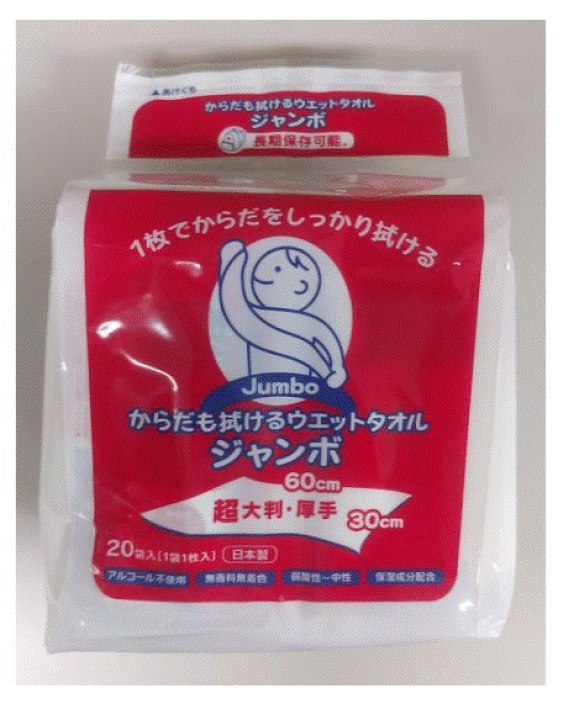 ▲あけくち
からだも拭けるウエットタオル
ジャンボ
長期保存可能。
1枚でからだをしっかり拭ける
Jumbo
からだも拭けるウエットタオル
ジャンボ
60cm
超大判・厚手
30cm
20袋入[1袋1枚入] 日本製
アルコール不使用 無香料無着色 弱酸性〜中性 保湿成分配合